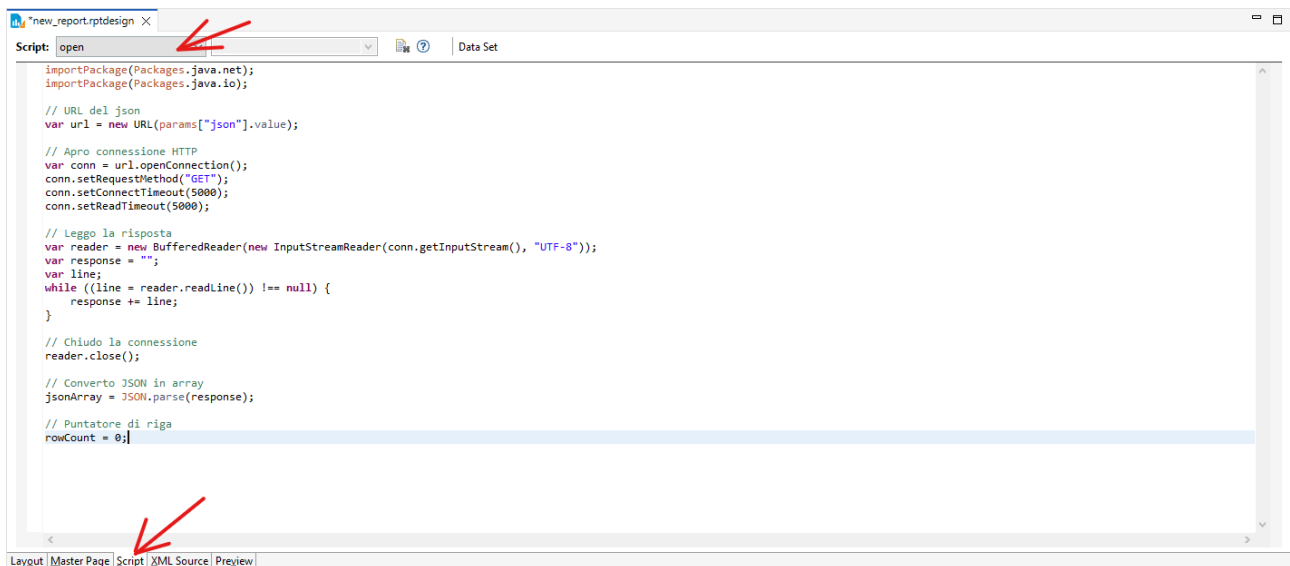 *new_report.rptdesign
Script: open Data Set
importPackage(Packages.java.net);
importPackage(Packages.java.io);
// URL del json
var url = new URL(params["json"].value);
// Apro connessione HTTP
var conn = url.openConnection();
conn.setRequestMethod("GET");
conn.setConnectTimeout(5000);
conn.setReadTimeout(5000);
// Leggo la risposta
var reader = new BufferedReader(new InputStreamReader(conn.getInputStream(), "UTF-8"));
var response = "";
var line;
while ((line = reader.readLine()) !== null) {
    response += line;
}
// Chiudo la connessione
reader.close();
// Converto JSON in array
jsonArray = JSON.parse(response);
// Puntatore di riga
rowCount = 0;
Layout Master Page Script XML Source Preview